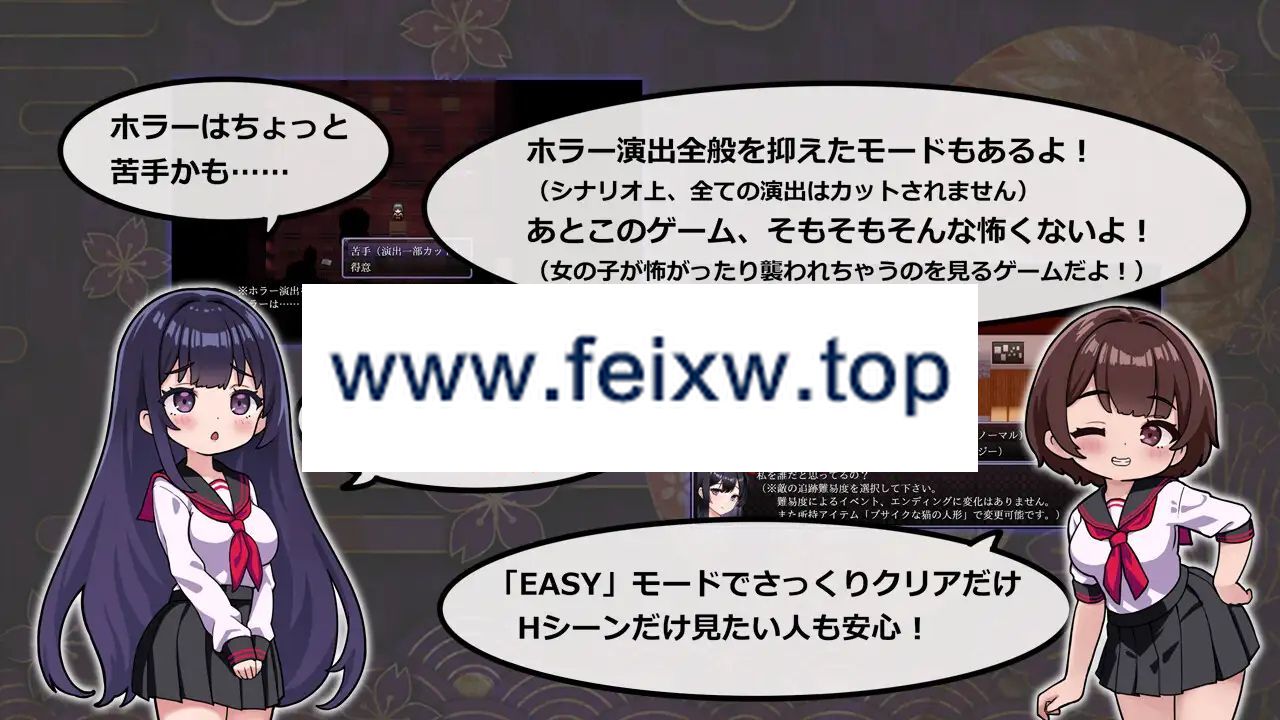 ホラーはちょっと
苦手かも……
ホラー演出全般を抑えたモードもあるよ！
（シナリオ上、全ての演出はカットされません）
あとこのゲーム、そもそもそんな怖くないよ！
（女の子が怖がったり襲われちゃうのを見るゲームだよ！）
苦手（演出一部カット
得意
※ホラー演出
ラーは……
www.feixw.top
ノーマル）
ジー）
私を誰だと思ってるの？
（※敵の追跡難易度を選択して下さい。
難易度によるイベント、エンディングに変化はありません。
また所持アイテム「ブサイクな猫の人形」で変更可能です。）
「EASY」モードでさっくりクリアだけ
Hシーンだけ見たい人も安心！